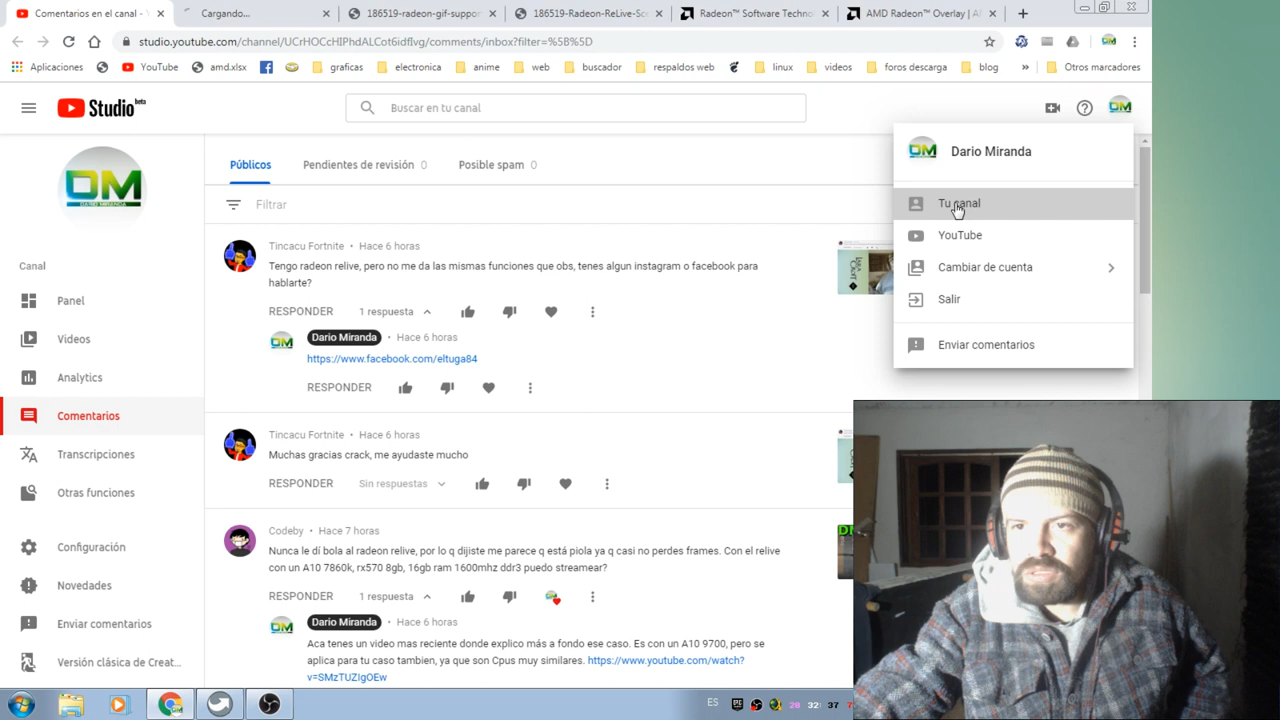 Comentarios en el canal -
Cargando...
186519-radeon-gif-suppor
186519-Radeon-ReLive-Sc
Radeon™ Software Techno
AMD Radeon™ Overlay | A
studio.youtube.com/channel/UCrHOCcHIPhdALCot6idfIvg/comments/inbox?filter=%5B%5D
Aplicaciones YouTube amd.xlsx graficas electronica anime web buscador respaldos web linux videos foros descarga blog » Otros marcadores
Studio beta
Buscar en tu canal
DM
DM Dario Miranda
Tu canal
YouTube
Cambiar de cuenta
Salir
Enviar comentarios
DM
DARIO MIRANDA
Canal
Panel
Videos
Analytics
Comentarios
Transcripciones
Otras funciones
Configuración
Novedades
Enviar comentarios
Versión clásica de Creat...
Públicos Pendientes de revisión 0 Posible spam 0
Filtrar
Tincacu Fortnite • Hace 6 horas
Tengo radeon relive, pero no me da las mismas funciones que obs, tenes algun instagram o facebook para
hablarte?
RESPONDER 1 respuesta
Dario Miranda • Hace 6 horas
https://www.facebook.com/eltuga84
RESPONDER
Tincacu Fortnite • Hace 6 horas
Muchas gracias crack, me ayudaste mucho
RESPONDER Sin respuestas
Codeby • Hace 7 horas
Nunca le dí bola al radeon relive, por lo q dijiste me parece q está piola ya q casi no perdes frames. Con el relive
con un A10 7860k, rx570 8gb, 16gb ram 1600mhz ddr3 puedo streamear?
RESPONDER 1 respuesta
Dario Miranda • Hace 6 horas
Aca tenes un video mas reciente donde explico más a fondo ese caso. Es con un A10 9700, pero se
aplica para tu caso tambien, ya que son Cpus muy similares. https://www.youtube.com/watch?
v=SMzTUZIgOEw
ES 28 32: 37